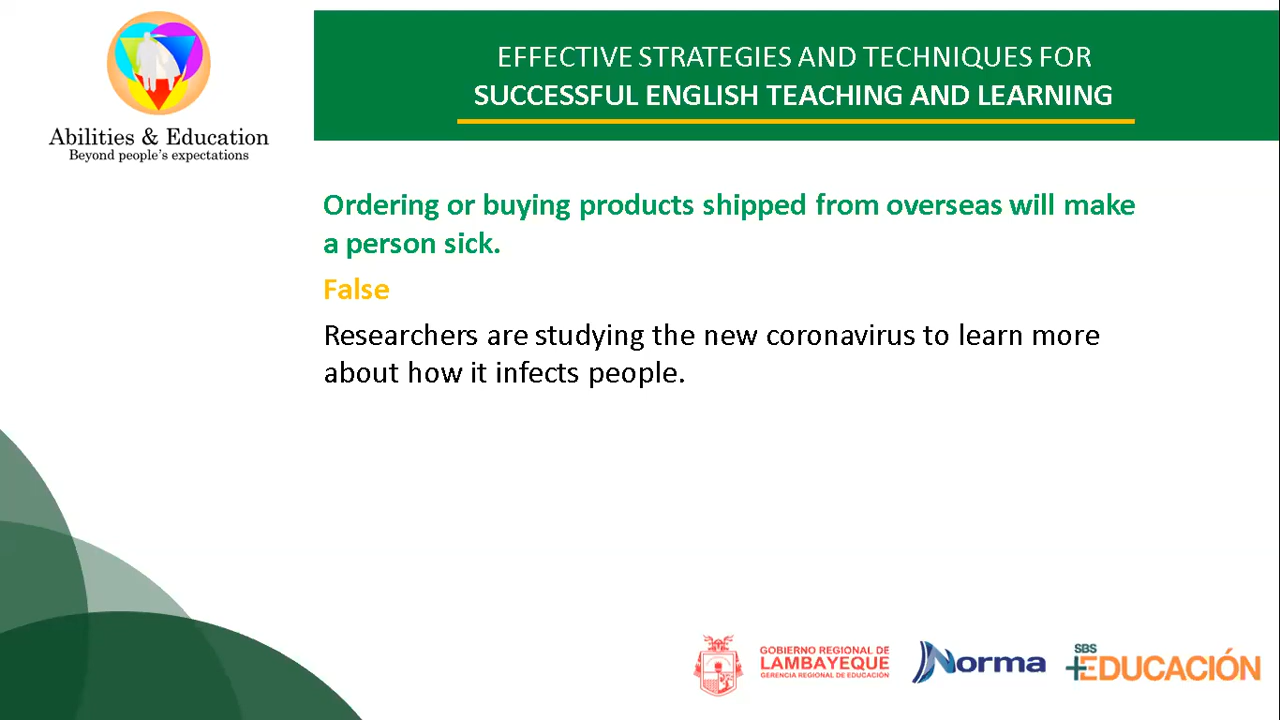 EFFECTIVE STRATEGIES AND TECHNIQUES FOR
SUCCESSFUL ENGLISH TEACHING AND LEARNING
Abilities & Education
Beyond people's expectations
Ordering or buying products shipped from overseas will make
a person sick.
False
Researchers are studying the new coronavirus to learn more
about how it infects people.
GOBIERNO REGIONAL DE
LAMBAYEQUE
GERENCIA REGIONAL DE EDUCACIÓN
Norma
SBS
EDUCACIÓN